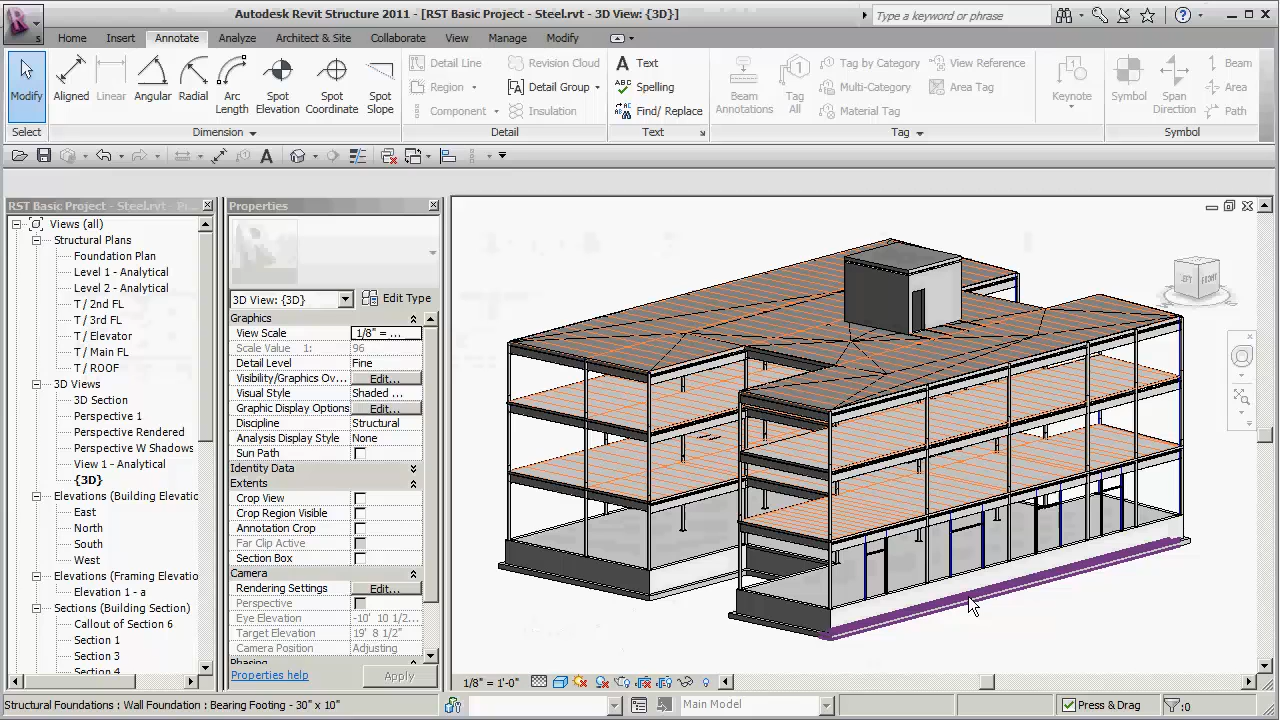 Autodesk Revit Structure 2011 - [RST Basic Project - Steel.rvt - 3D View: {3D}]
Type a keyword or phrase
Home Insert Annotate Analyze Architect & Site Collaborate View Manage Modify
Modify
Aligned
Linear
Angular
Radial
Arc Length
Spot Elevation
Spot Coordinate
Spot Slope
Detail Line
Region
Component
Revision Cloud
Detail Group
Insulation
Text
ABC
Spelling
Find/ Replace
Beam Annotations
Tag All
Tag by Category
Multi-Category
Material Tag
View Reference
Area Tag
Keynote
Symbol
Span Direction
Beam
Area
Path
Select Dimension Detail Text Tag Symbol
RST Basic Project - Steel.rvt
Views (all)
Structural Plans
Foundation Plan
Level 1 - Analytical
Level 2 - Analytical
T / 2nd FL
T / 3rd FL
T / Elevator
T / Main FL
T/ ROOF
3D Views
3D Section
Perspective 1
Perspective Rendered
Perspective W Shadows
View 1 - Analytical
{3D}
Elevations (Building Elevatio
East
North
South
West
Elevations (Framing Elevatio
Elevation 1 - a
Sections (Building Section)
Callout of Section 6
Section 1
Section 3
Section 4
Properties
3D View: {3D}
Edit Type
Graphics
View Scale 1/8" = ...
Scale Value 1: 96
Detail Level Fine
Visibility/Graphics Ov... Edit...
Visual Style Shaded ...
Graphic Display Options Edit...
Discipline Structural
Analysis Display Style None
Sun Path
Identity Data
Extents
Crop View
Crop Region Visible
Annotation Crop
Far Clip Active
Section Box
Camera
Rendering Settings Edit...
Perspective
Eye Elevation -10' 10 1/2...
Target Elevation 19' 8 1/2"
Camera Position Adjusting
Phasing
Properties help
Apply
LEFT FRONT
1/8" = 1'-0"
Structural Foundations : Wall Foundation : Bearing Footing - 30" x 10"
Main Model
Press & Drag
:0